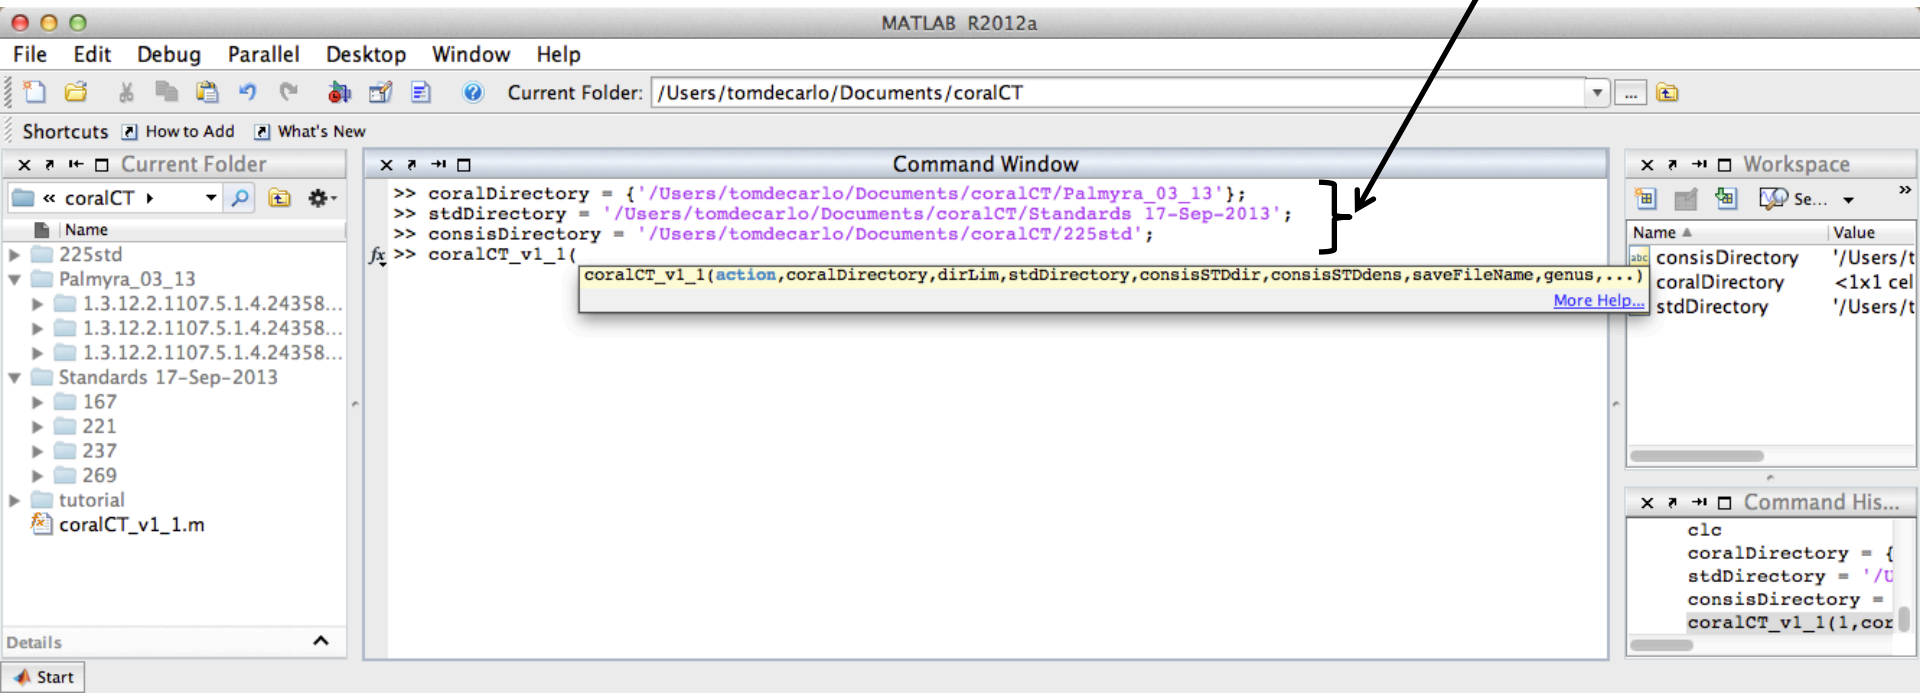 MATLAB R2012a
File Edit Debug Parallel Desktop Window Help
Current Folder: /Users/tomdecarlo/Documents/coralCT
Shortcuts How to Add What's New
Current Folder
« coralCT
Name
225std
Palmyra_03_13
1.3.12.2.1107.5.1.4.24358...
1.3.12.2.1107.5.1.4.24358...
1.3.12.2.1107.5.1.4.24358...
Standards 17-Sep-2013
167
221
237
269
tutorial
coralCT_v1_1.m
Details
Start
Command Window
>> coralDirectory = {'/Users/tomdecarlo/Documents/coralCT/Palmyra_03_13'};
>> stdDirectory = '/Users/tomdecarlo/Documents/coralCT/Standards 17-Sep-2013';
>> consisDirectory = '/Users/tomdecarlo/Documents/coralCT/225std';
fx >> coralCT_v1_1(
coralCT_v1_1(action,coralDirectory,dirLim,stdDirectory,consisSTDdir,consisSTDdens,saveFileName,genus,...)
More Help...
Workspace
Se... »
Name Value
abc consisDirectory '/Users/t
coralDirectory <1x1 cel
stdDirectory '/Users/t
Command His...
clc
coralDirectory = {
stdDirectory = '/U
consisDirectory =
coralCT_v1_1(1,cor